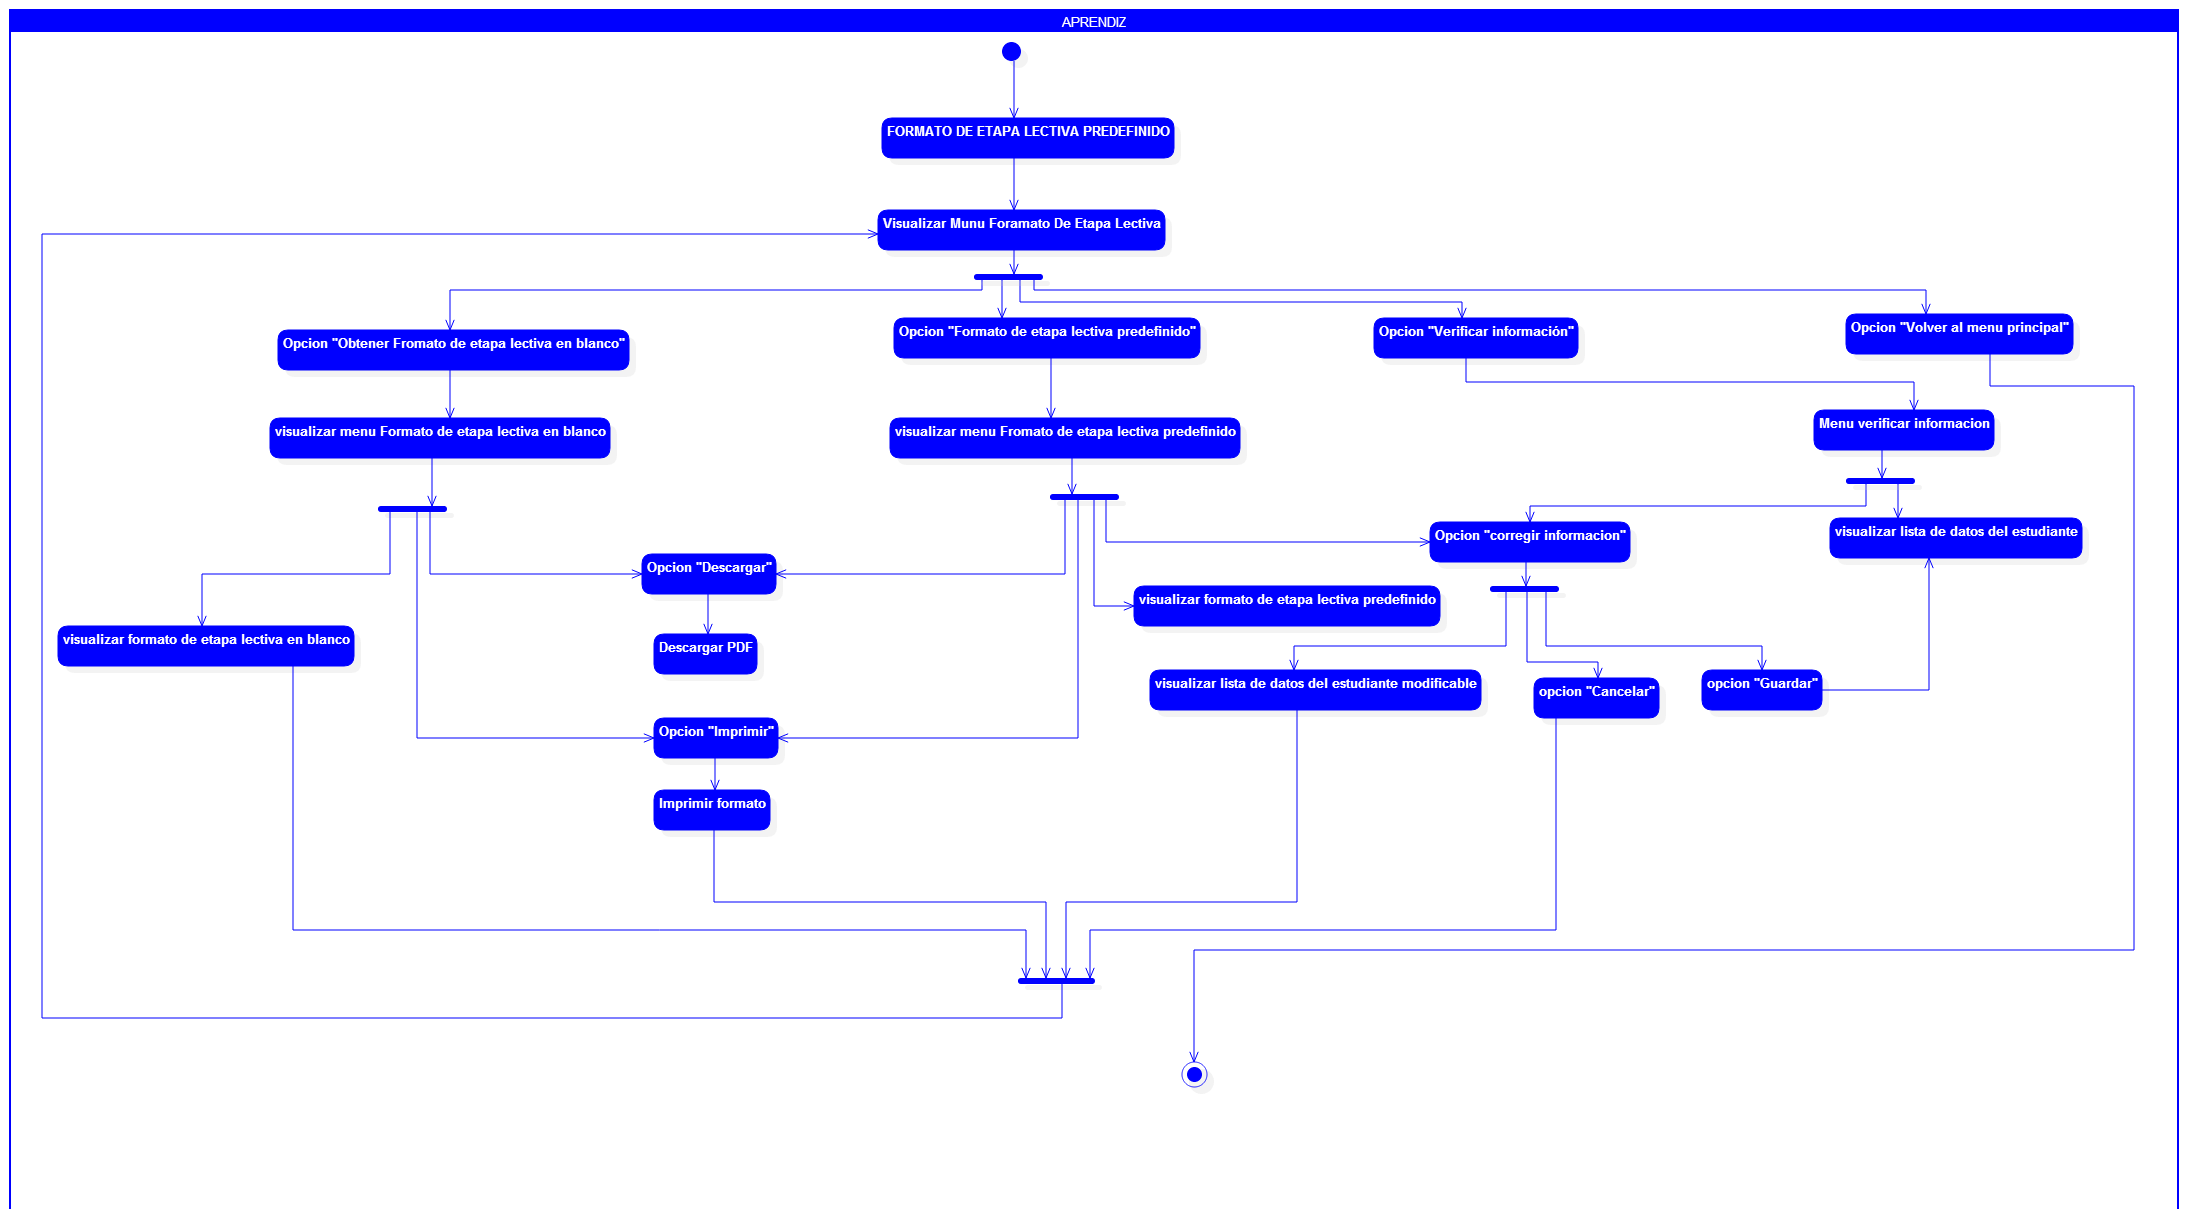 APRENDIZ
FORMATO DE ETAPA LECTIVA PREDEFINIDO
Visualizar Munu Foramato De Etapa Lectiva
Opcion "Obtener Fromato de etapa lectiva en blanco"
Opcion "Formato de etapa lectiva predefinido"
Opcion "Verificar información"
Opcion "Volver al menu principal"
visualizar menu Formato de etapa lectiva en blanco
visualizar menu Fromato de etapa lectiva predefinido
Menu verificar informacion
Opcion "corregir informacion"
visualizar lista de datos del estudiante
Opcion "Descargar"
visualizar formato de etapa lectiva predefinido
visualizar formato de etapa lectiva en blanco
Descargar PDF
visualizar lista de datos del estudiante modificable
opcion "Cancelar"
opcion "Guardar"
Opcion "Imprimir"
Imprimir formato